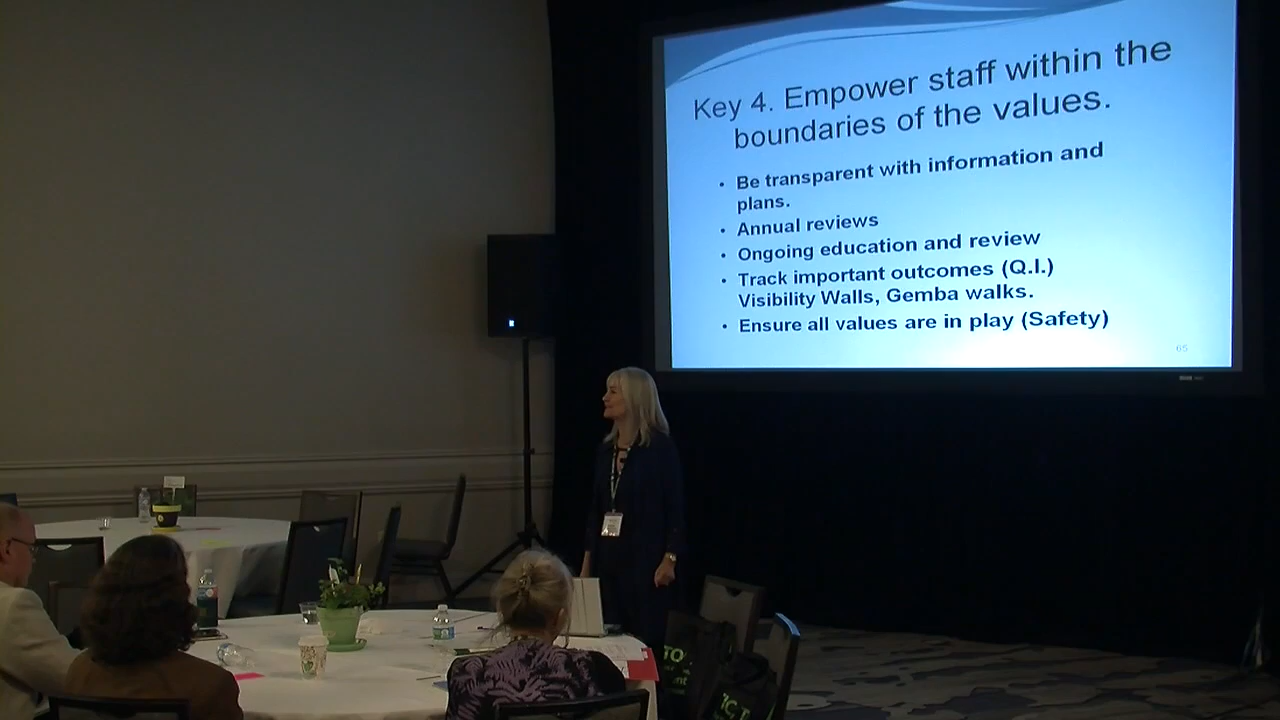 Key 4. Empower staff within the
boundaries of the values.
• Be transparent with information and
plans.
• Annual reviews
• Ongoing education and review
• Track important outcomes (Q.I.)
Visibility Walls, Gemba walks.
• Ensure all values are in play (Safety)
65